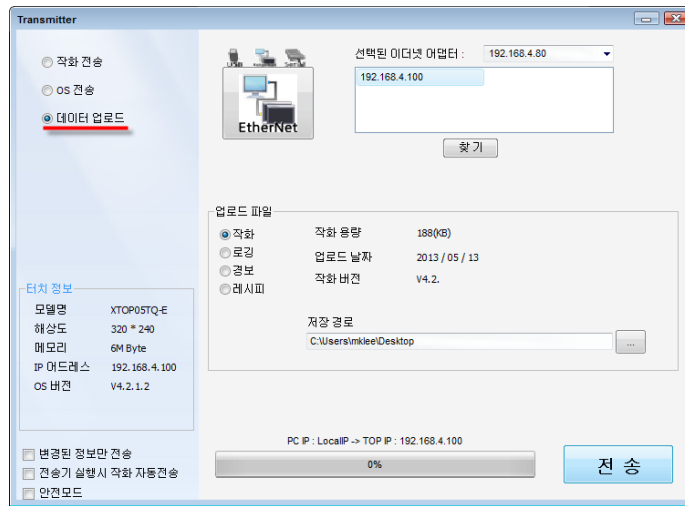 Transmitter
작화 전송
OS 전송
데이터 업로드
선택된 이더넷 어댑터 : 192.168.4.80
192.168.4.100
EtherNet
찾기
업로드 파일
작화
로깅
경보
레시피
작화 용량 188(KB)
업로드 날짜 2013 / 05 / 13
작화 버전 V4.2.
저장 경로
C:\Users\mklee\Desktop
...
터치 정보
모델명 XTOP05TQ-E
해상도 320 * 240
메모리 6M Byte
IP 어드레스 192.168.4.100
OS 버전 V4.2.1.2
변경된 정보만 전송
전송기 실행시 작화 자동전송
안전모드
PC IP : LocalIP -> TOP IP : 192.168.4.100
0%
전 송